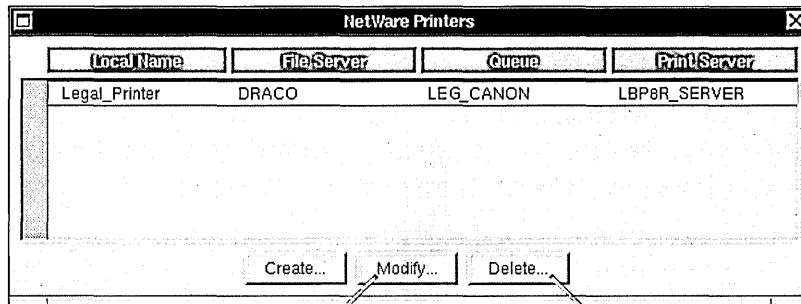 NetWare Printers
Local Name File Server Queue Print Server
Legal_Printer DRACO LEG_CANON LBP8R_SERVER
Create... Modify... Delete...